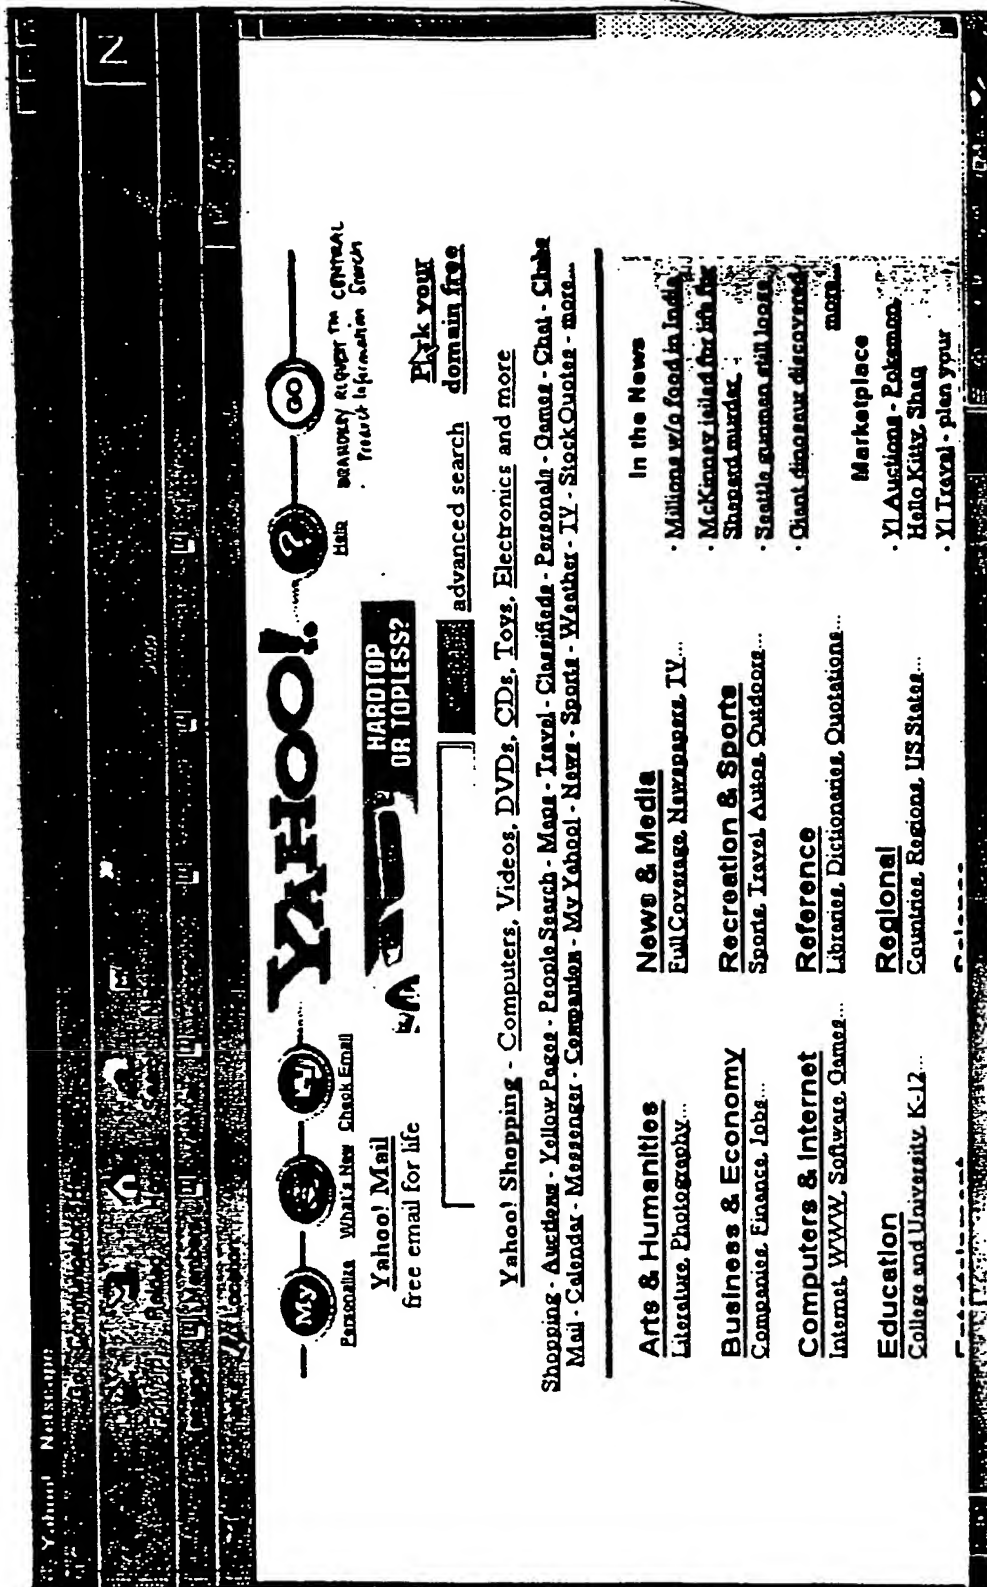 Yahoo! Netscape
My
Personalize What's New Check Email
YAHOO!
?
Help
GO
BRANDLEY REQUEST TM CENTRAL
Product Information Search
Yahoo! Mail
free email for life
HARDTOP
OR TOPLESS?
Park your
domain free
advanced search
Yahoo! Shopping - Computers, Videos, DVDs, CDs, Toys, Electronics and more
Shopping - Auctions - Yellow Pages - People Search - Maps - Travel - Classifieds - Personals - Games - Chat - Clubs
Mail - Calendar - Messenger - Companion - My Yahoo! - News - Sports - Weather - TV - Stock Quotes - more...
Arts & Humanities
Literature, Photography...
Business & Economy
Companies, Finance, Jobs...
Computers & Internet
Internet, WWW, Software, Games...
Education
College and University, K-12...
Entertainment
News & Media
Full Coverage, Newspapers, TV...
Recreation & Sports
Sports, Travel, Autos, Outdoors...
Reference
Libraries, Dictionaries, Quotations...
Regional
Countries, Regions, US States...
Science
In the News
· Millions w/o food in India
· McKinney jailed for life for
Shepard murder
· Seattle gunman still loose
· Giant dinosaur discovered
more...
Marketplace
· Y! Auctions - Pokemon,
Hello Kitty, Shaq
· Y! Travel - plan your